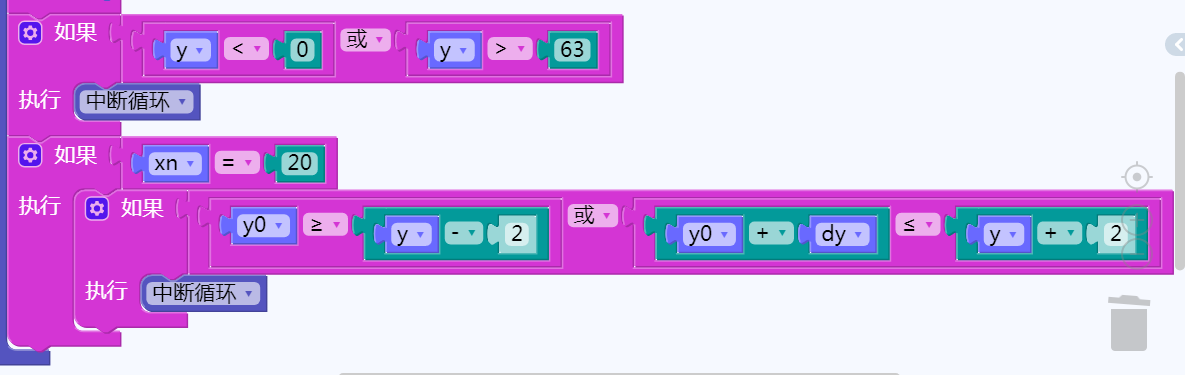 如果 y < 0 或 y > 63
执行 中断循环
如果 xn = 20
执行 如果 y0 ≥ y - 2 或 y0 + dy ≤ y + 2
执行 中断循环